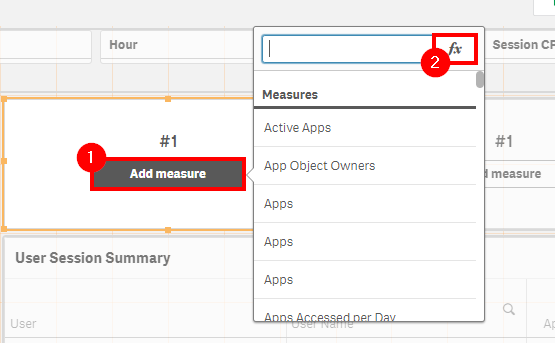 Hour
fx
2
Session CP
Measures
#1
1
Add measure
Active Apps
App Object Owners
Apps
Apps
Apps
Apps Accessed per Day
#1
d measure
User Session Summary
User
User Name
Ap